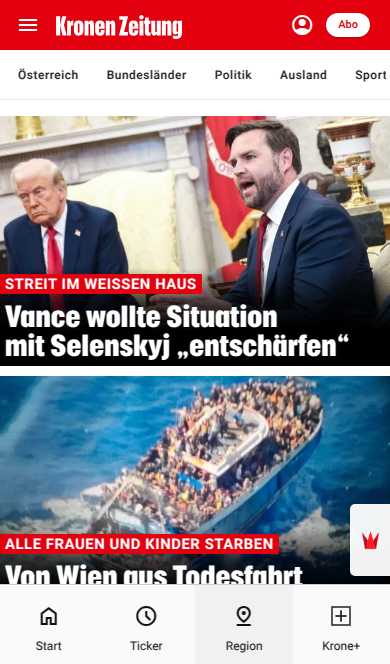 Kronen Zeitung
Abo
Österreich Bundesländer Politik Ausland Sport
STREIT IM WEISSEN HAUS
Vance wollte Situation
mit Selenskyj „entschärfen“
ALLE FRAUEN UND KINDER STARBEN
Von Wien aus Todesfahrt
Start Ticker Region Krone+